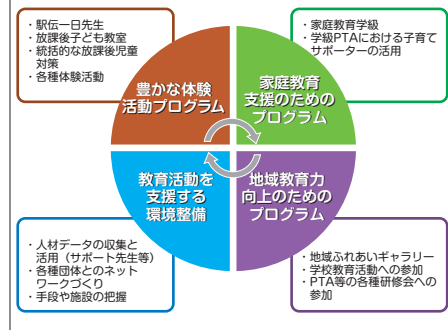 ・駅伝一日先生
・放課後子ども教室
・統括的な放課後児童
対策
・各種体験活動
・家庭教育学級
・学級PTAにおける子育て
サポーターの活用
豊かな体験
活動プログラム
家庭教育
支援のための
プログラム
教育活動を
支援する
環境整備
地域教育力
向上のための
プログラム
・人材データの収集と
活用（サポート先生等）
・各種団体とのネット
ワークづくり
・手段や施設の把握
・地域ふれあいギャラリー
・学校教育活動への参加
・PTA等の各種研修会への
参加